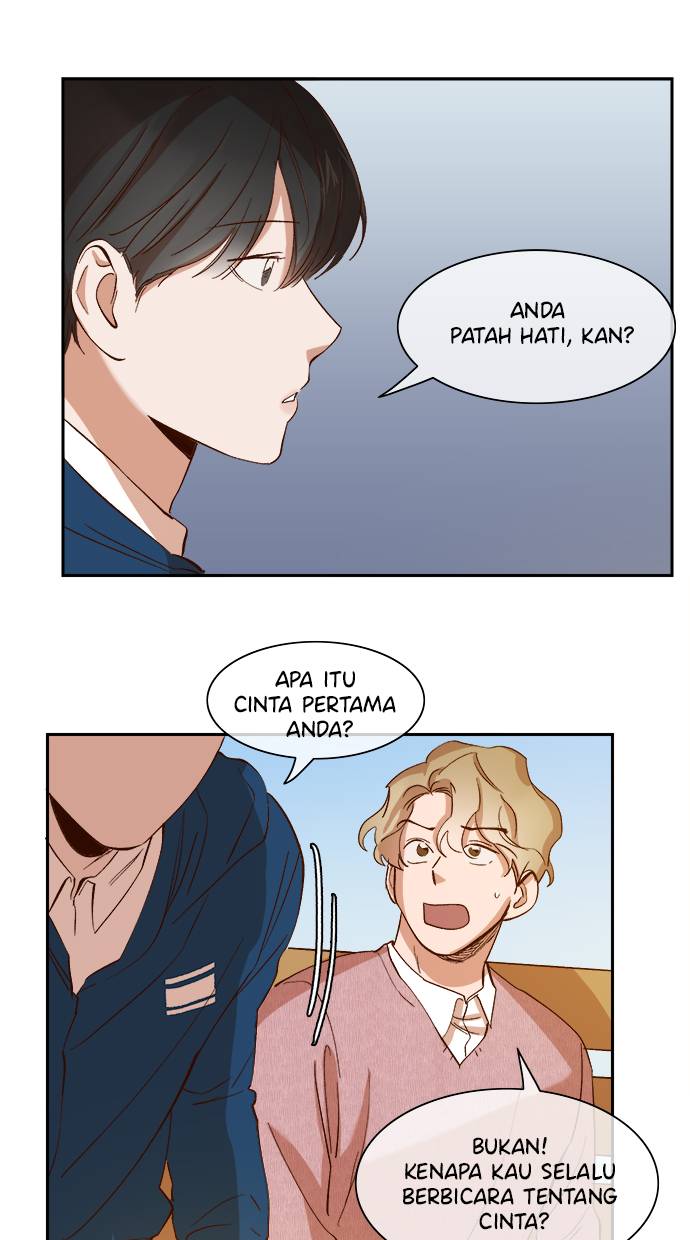 ANDA
PATAH HATI, KAN?
APA ITU
CINTA PERTAMA
ANDA?
BUKAN!
KENAPA KAU SELALU
BERBICARA TENTANG
CINTA?